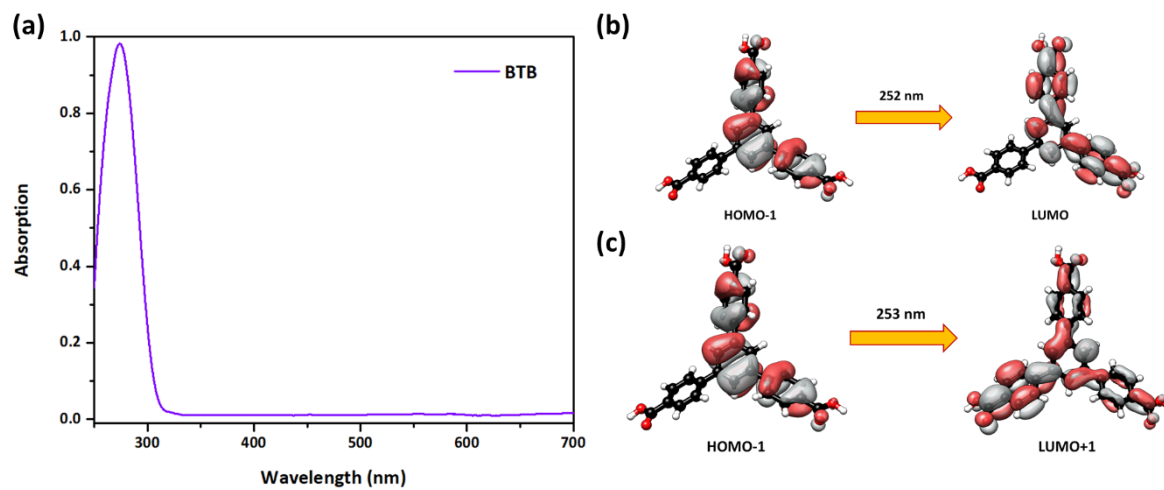 (a)
BTB
1.0
0.8
0.6
0.4
0.2
0.0
Absorption
300
400
500
600
700
Wavelength (nm)
(b)
252 nm
HOMO-1
LUMO
(c)
253 nm
HOMO-1
LUMO+1